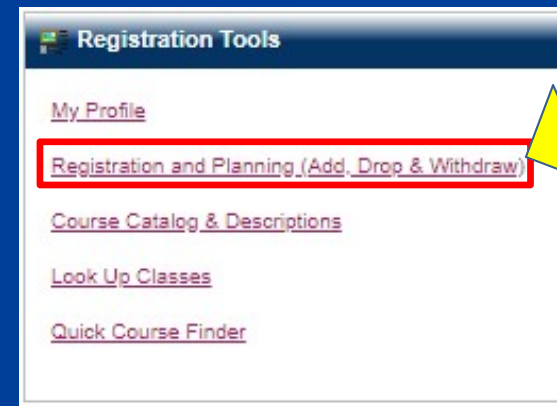 Registration Tools
My Profile
Registration and Planning (Add, Drop & Withdraw)
Course Catalog & Descriptions
Look Up Classes
Quick Course Finder